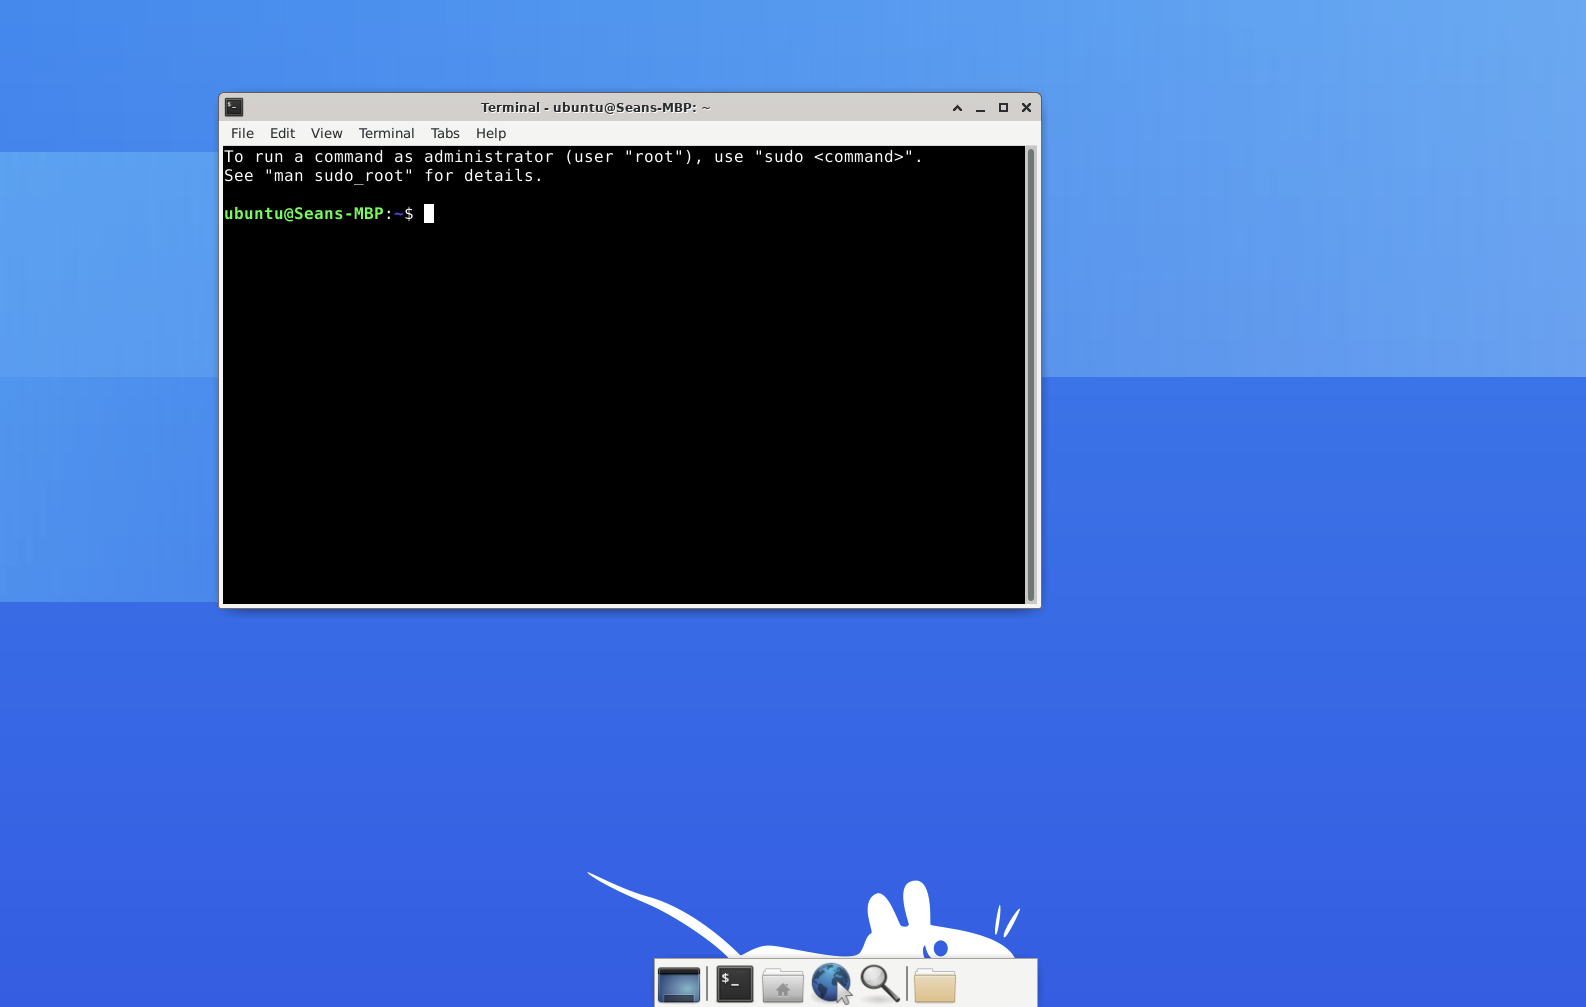 Terminal - ubuntu@Seans-MBP: ~
File Edit View Terminal Tabs Help
To run a command as administrator (user "root"), use "sudo <command>".
See "man sudo_root" for details.
ubuntu@Seans-MBP:~$
$_